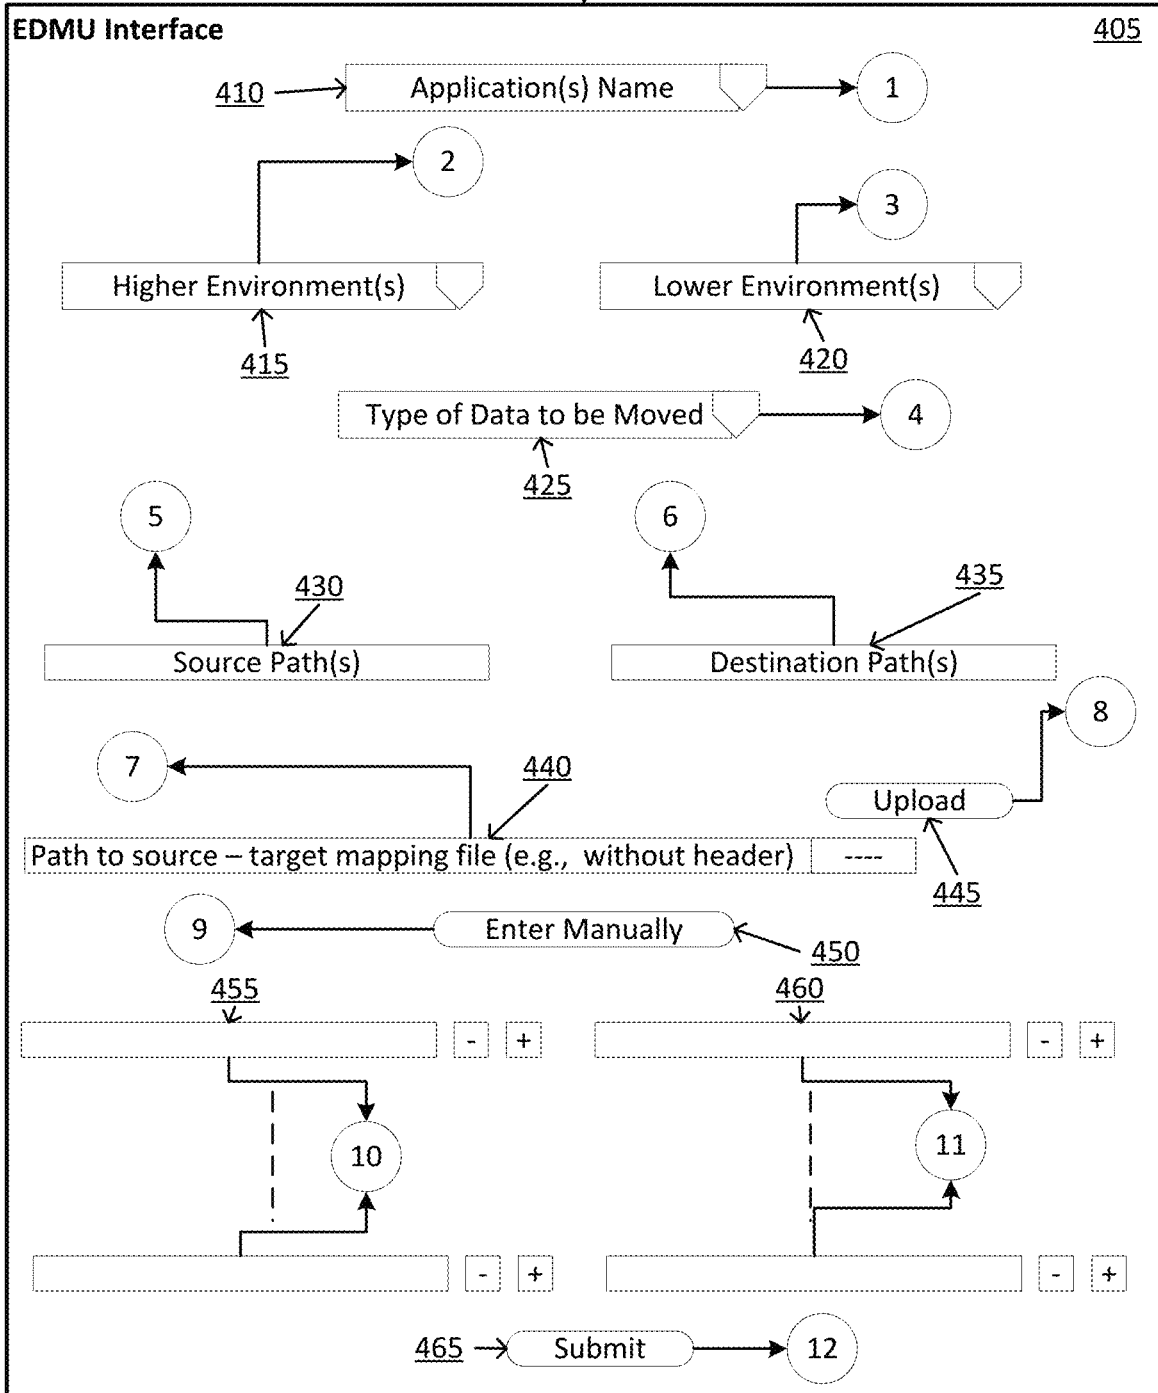 EDMU Interface 405
410 Application(s) Name 1
2
3
Higher Environment(s) Lower Environment(s)
415 420
Type of Data to be Moved 4
425
5 6
430 435
Source Path(s) Destination Path(s)
8
7 440
Upload
Path to source – target mapping file (e.g., without header) ----
445
9 Enter Manually
450
455 460
- + - +
10 11
- + - +
465 Submit 12